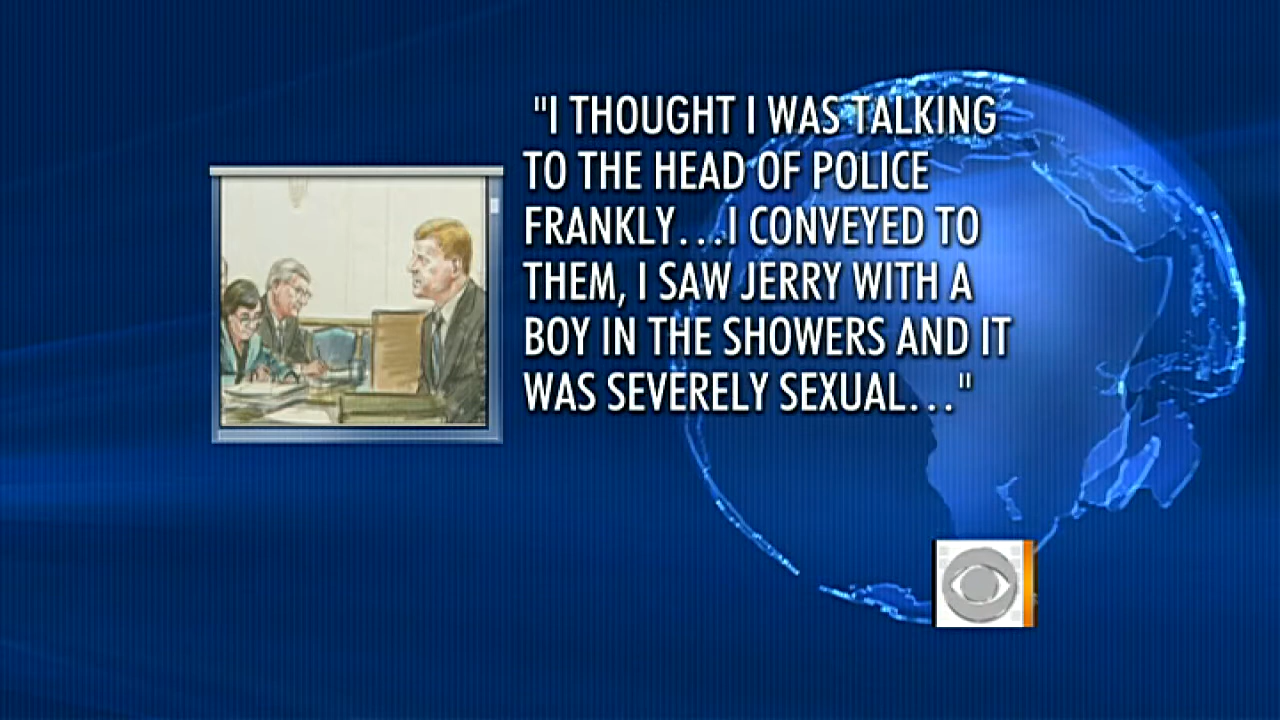 "I THOUGHT I WAS TALKING
TO THE HEAD OF POLICE
FRANKLY...I CONVEYED TO
THEM, I SAW JERRY WITH A
BOY IN THE SHOWERS AND IT
WAS SEVERELY SEXUAL..."